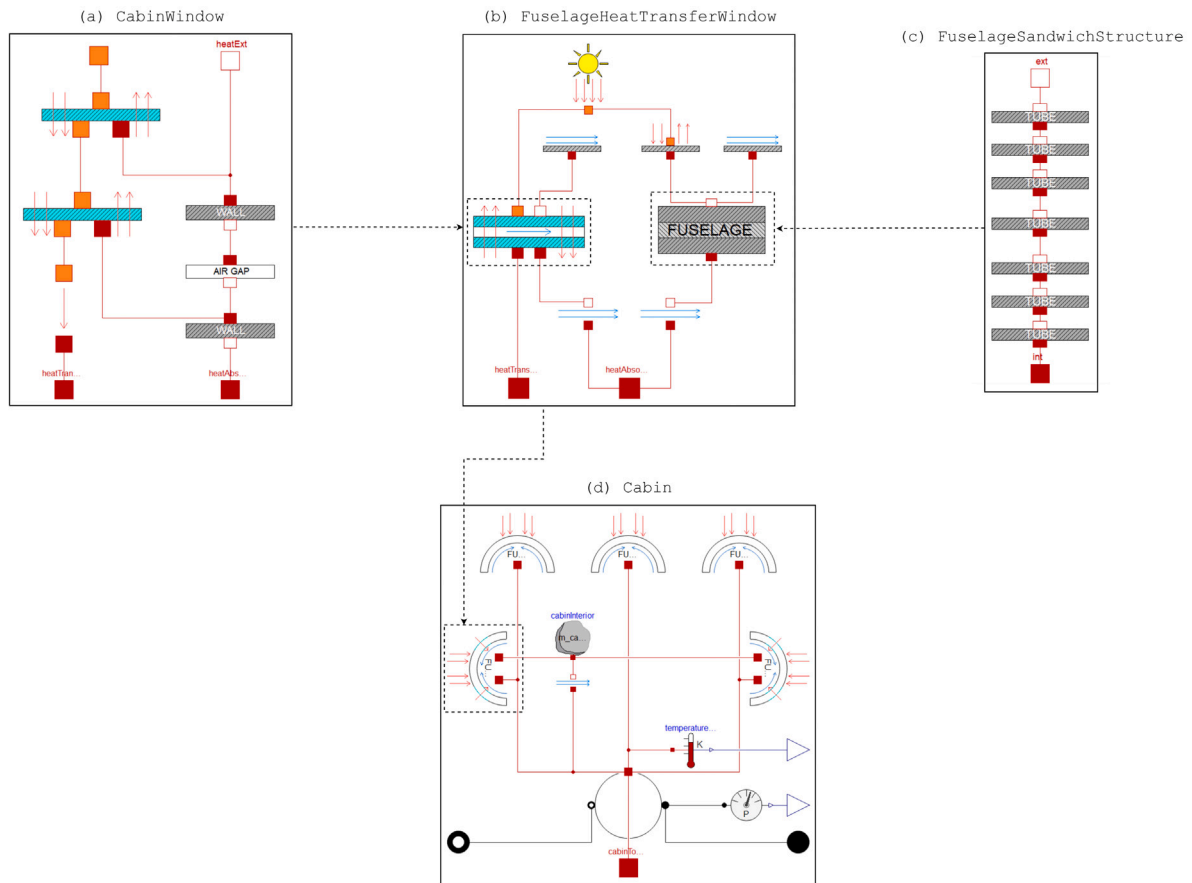 (a) CabinWindow
heatExt
WALL
AIR GAP
WALL
heatTran...
heatAbs...
(b) FuselageHeatTransferWindow
FUSELAGE
heatTrans...
heatAbso...
(c) FuselageSandwichStructure
ext
TUBE
TUBE
TUBE
TUBE
TUBE
TUBE
TUBE
int
(d) Cabin
FU...
FU...
FU...
cabinInterior
m_ca...
FU...
FU...
temperature...
K
P
cabinTo...